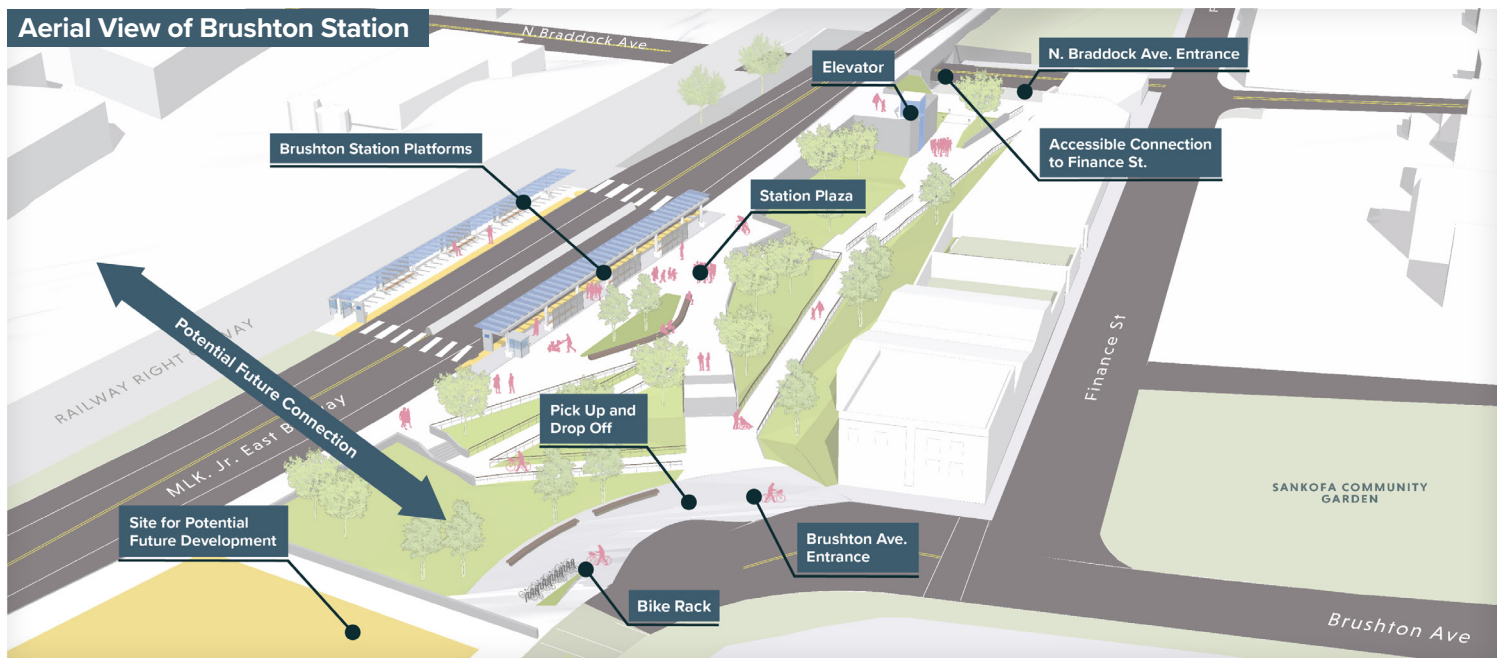 Aerial View of Brushton Station
N. Braddock Ave
Elevator
N. Braddock Ave. Entrance
Brushton Station Platforms
Accessible Connection
to Finance St.
Station Plaza
Potential Future Connection
RAILWAY RIGHT
MLK. Jr. East
Finance St
Pick Up and
Drop Off
SANKOFA COMMUNITY
GARDEN
Site for Potential
Future Development
Brushton Ave.
Entrance
Bike Rack
Brushton Ave